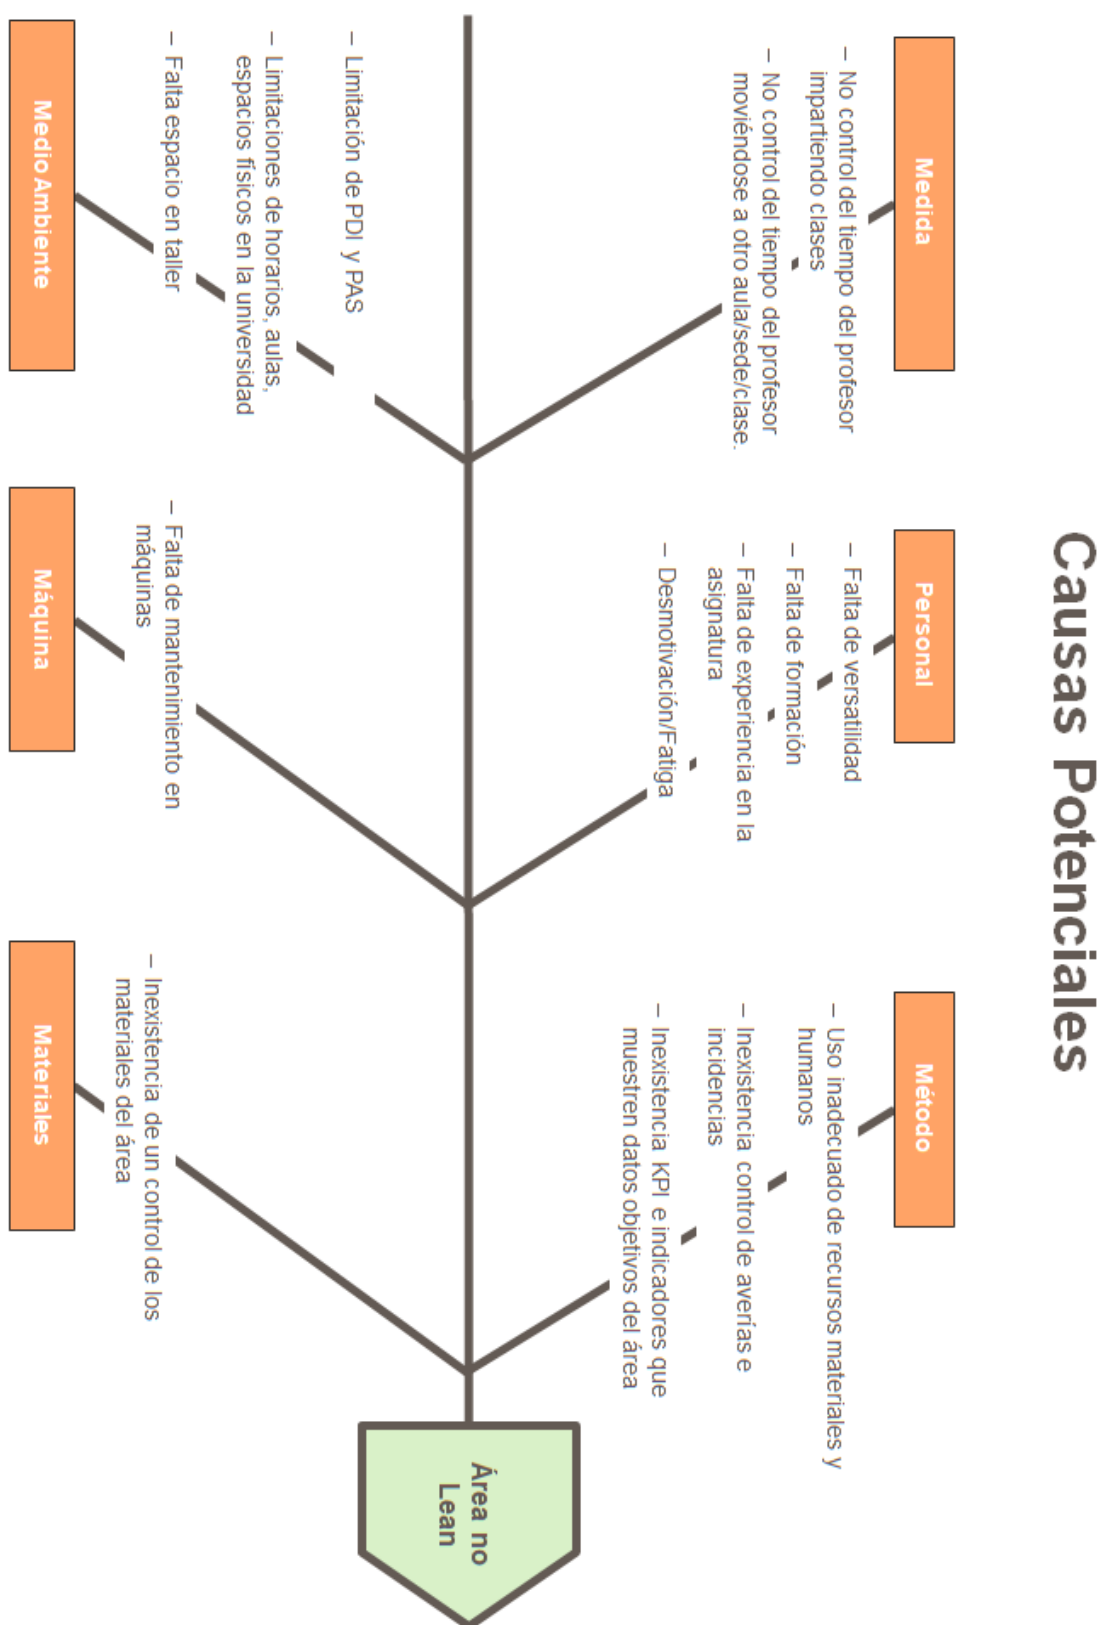 Causas Potenciales
Medida
– No control del tiempo del profesor
impartiendo clases
– No control del tiempo del profesor
moviéndose a otro aula/sede/clase.
Personal
– Falta de versatilidad
– Falta de formación
– Falta de experiencia en la
asignatura
– Desmotivación/Fatiga
Método
– Uso inadecuado de recursos materiales y
humanos
– Inexistencia control de averías e
incidencias
– Inexistencia KPI e indicadores que
muestren datos objetivos del área
Área no
Lean
– Limitación de PDI y PAS
– Limitaciones de horarios, aulas,
espacios físicos en la universidad
– Falta espacio en taller
Medio Ambiente
– Falta de mantenimiento en
máquinas
Máquina
– Inexistencia de un control de los
materiales del área
Materiales